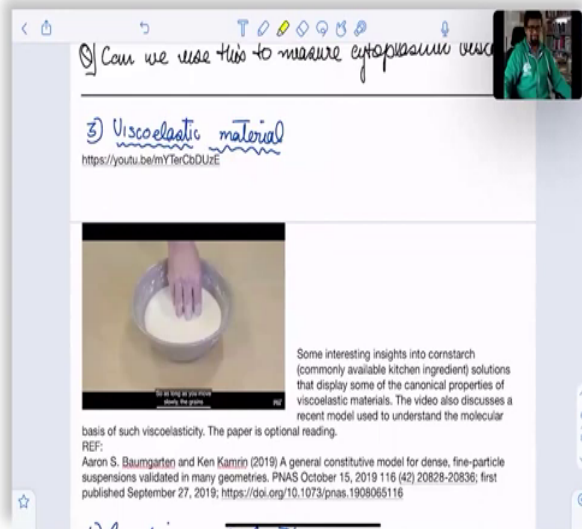 Q] Can we use this to measure cytoplasmic
3) Viscoelastic material
https://youtu.be/mYTerCbDUzE
So as long as you move
slowly, the grains
Some interesting insights into cornstarch
(commonly available kitchen ingredient) solutions
that display some of the canonical properties of
viscoelastic materials. The video also discusses a
recent model used to understand the molecular
basis of such viscoelasticity. The paper is optional reading.
REF:
Aaron S. Baumgarten and Ken Kamrin (2019) A general constitutive model for dense, fine-particle
suspensions validated in many geometries. PNAS October 15, 2019 116 (42) 20828-20836; first
published September 27, 2019; https://doi.org/10.1073/pnas.1908065116